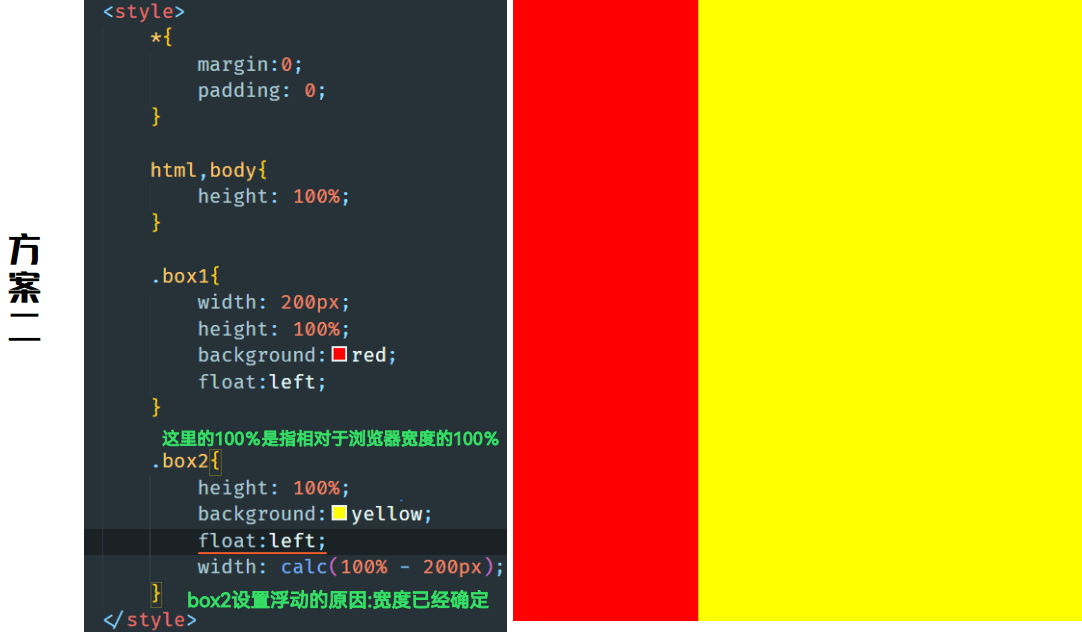 方案二
<style>
*{
margin:0;
padding: 0;
}
html,body{
height: 100%;
}
.box1{
width: 200px;
height: 100%;
background:red;
float:left;
}
这里的100%是指相对于浏览器宽度的100%
.box2{
height: 100%;
background:yellow;
float:left;
width: calc(100% - 200px);
}
box2设置浮动的原因:宽度已经确定
</style>